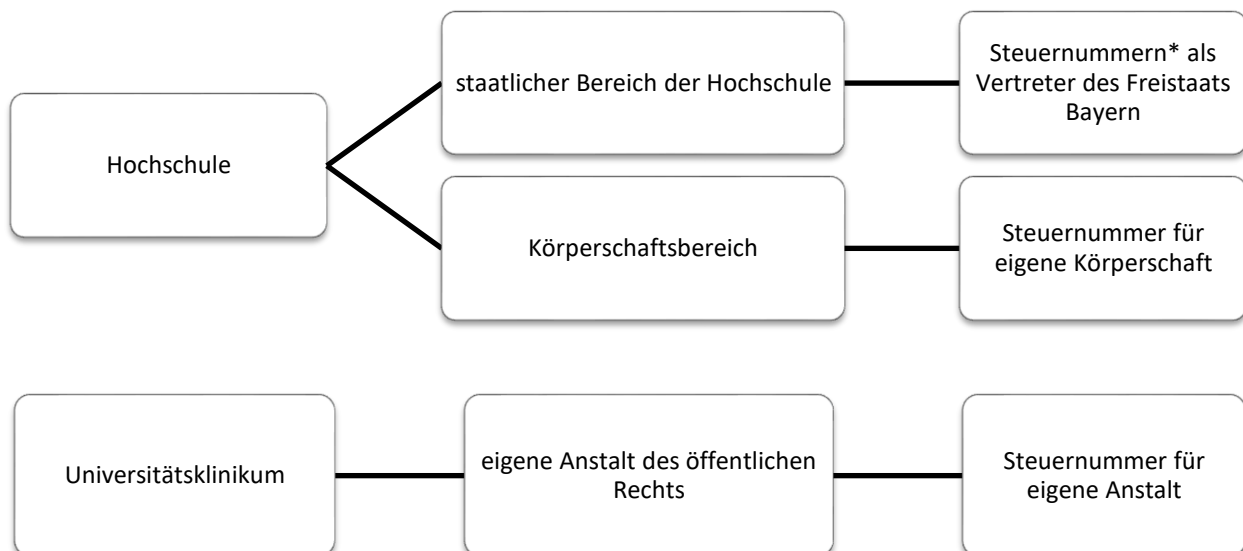 Hochschule
staatlicher Bereich der Hochschule
Steuernummern* als
Vertreter des Freistaats
Bayern
Körperschaftsbereich
Steuernummer für
eigene Körperschaft
Universitätsklinikum
eigene Anstalt des öffentlichen
Rechts
Steuernummer für
eigene Anstalt